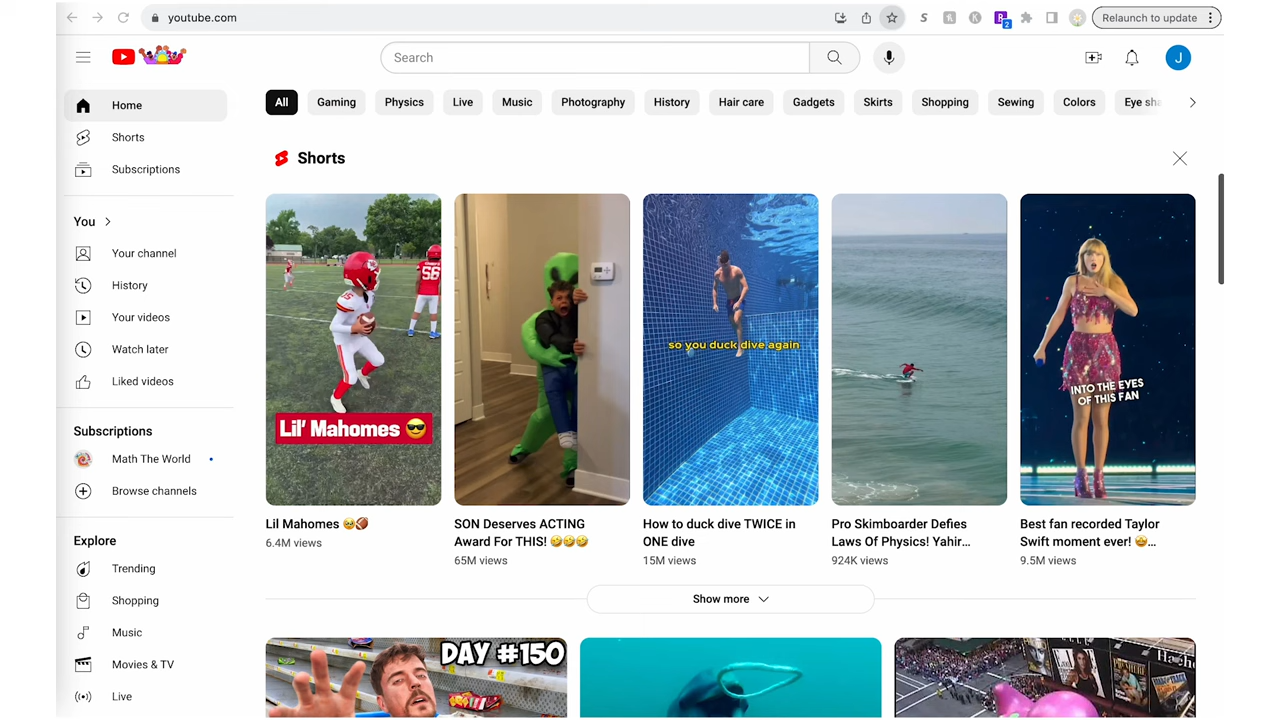 youtube.com
2
Relaunch to update
Search
J
Home
Shorts
Subscriptions
You
Your channel
History
Your videos
Watch later
Liked videos
Subscriptions
Math The World
Browse channels
Explore
Trending
Shopping
Music
Movies & TV
Live
All
Gaming
Physics
Live
Music
Photography
History
Hair care
Gadgets
Skirts
Shopping
Sewing
Colors
Eye sha
Shorts
56
Lil' Mahomes 😎
so you duck dive again
INTO THE EYES
OF THIS FAN
Lil Mahomes 🥹🏈
6.4M views
SON Deserves ACTING
Award For THIS! 🤣🤣🤣
65M views
How to duck dive TWICE in
ONE dive
15M views
Pro Skimboarder Defies
Laws Of Physics! Yahir...
924K views
Best fan recorded Taylor
Swift moment ever! 🤩...
9.5M views
Show more
DAY #150